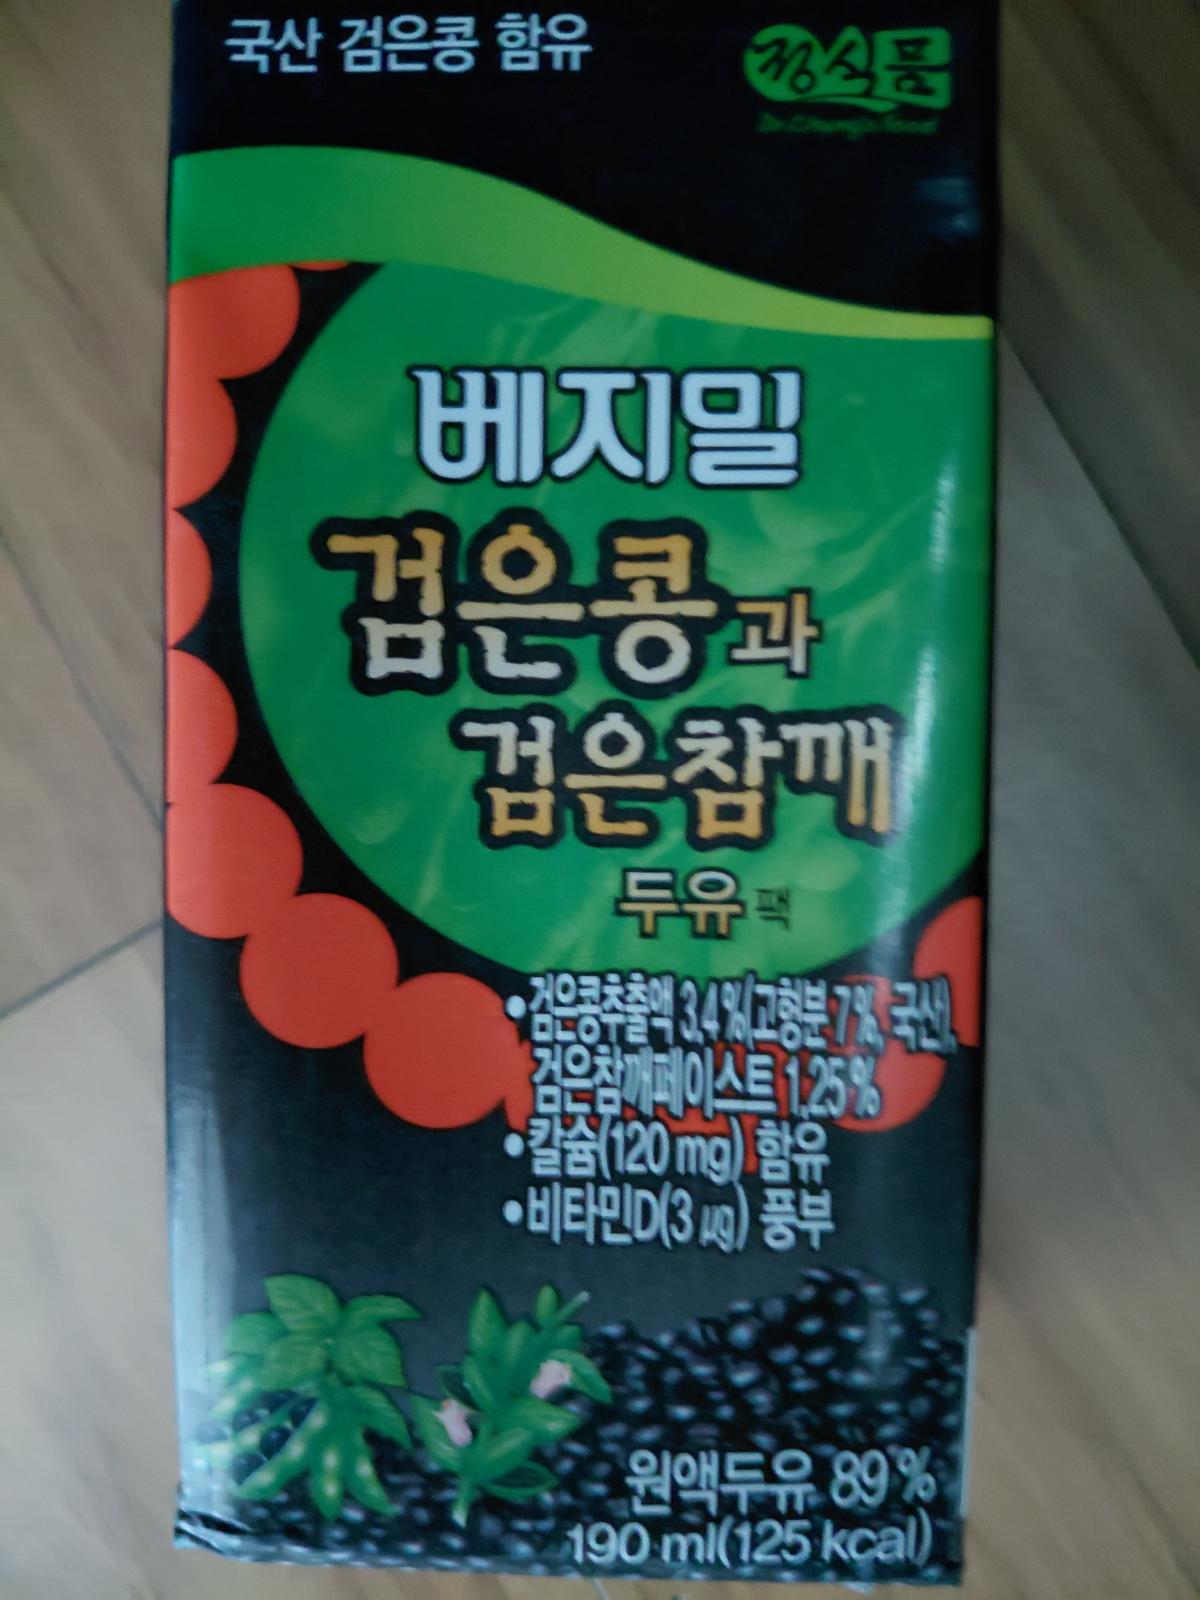 국산 검은콩 함유
정식품
Dr.Chung's Food
베지밀
검은콩과
검은참깨
두유 팩
•검은콩추출액 3.4%(고형분 7%, 국산),
검은참깨페이스트 1.25%
•칼슘(120 mg) 함유
•비타민D(3 ㎍) 풍부
원액두유 89%
190 ml(125 kcal)